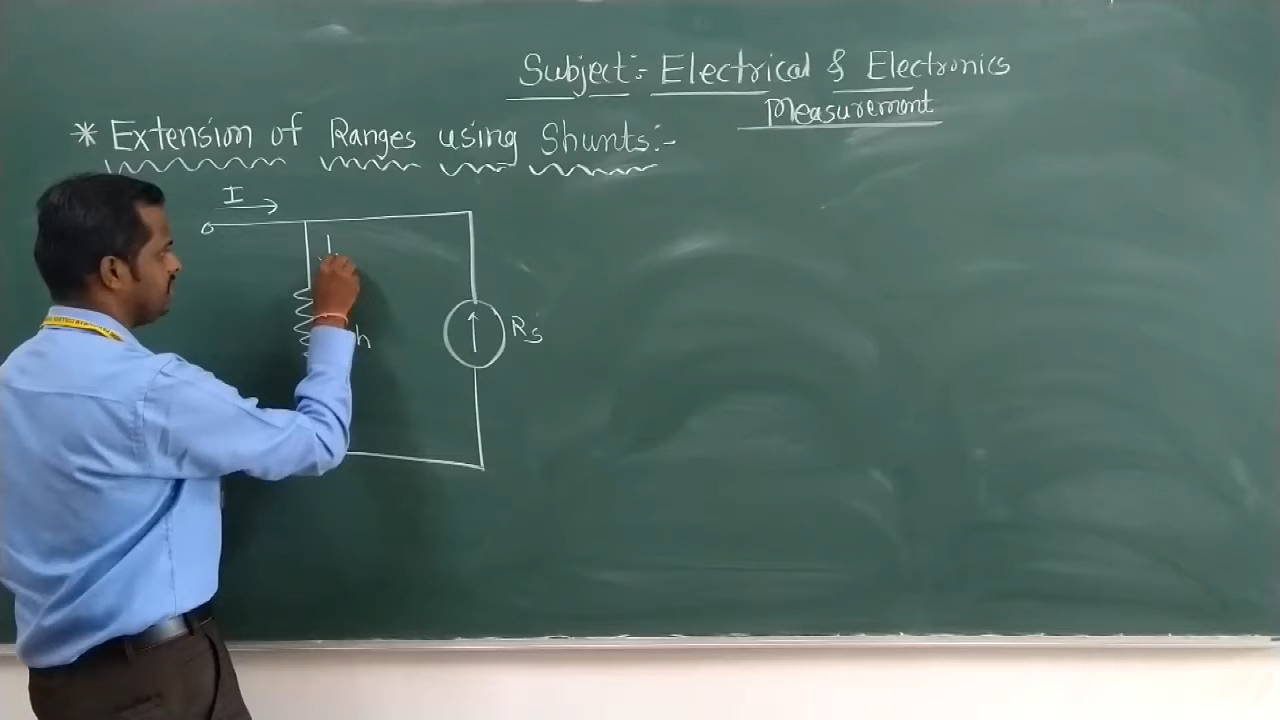 Subject:- Electrical & Electronics
Measurement
* Extension of Ranges using Shunts:-
I
h
Rs